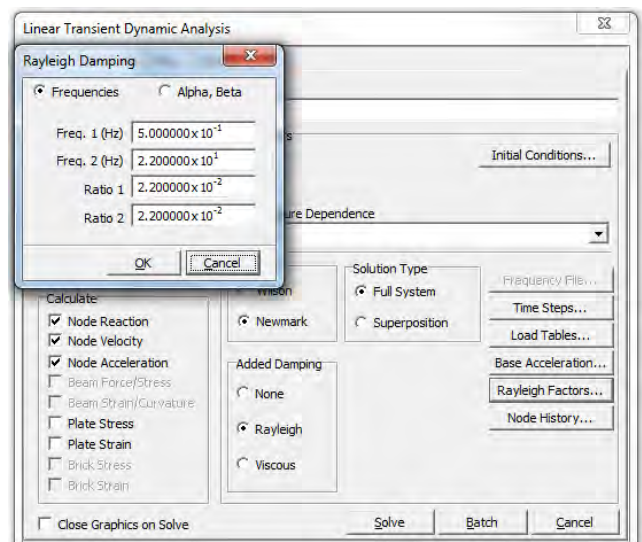 Linear Transient Dynamic Analysis
Rayleigh Damping
Frequencies
Alpha, Beta
Freq. 1 (Hz) 5.000000 x 10⁻¹
Freq. 2 (Hz) 2.200000 x 10¹
Ratio 1 2.200000 x 10⁻²
Ratio 2 2.200000 x 10⁻²
OK
Cancel
s
Initial Conditions...
ure Dependence
Calculate
Node Reaction
Node Velocity
Node Acceleration
Beam Force/Stress
Beam Strain/Curvature
Plate Stress
Plate Strain
Brick Stress
Brick Strain
Wilson
Newmark
Solution Type
Full System
Superposition
Added Damping
None
Rayleigh
Viscous
Frequency File...
Time Steps...
Load Tables...
Base Acceleration...
Rayleigh Factors...
Node History...
Close Graphics on Solve
Solve
Batch
Cancel